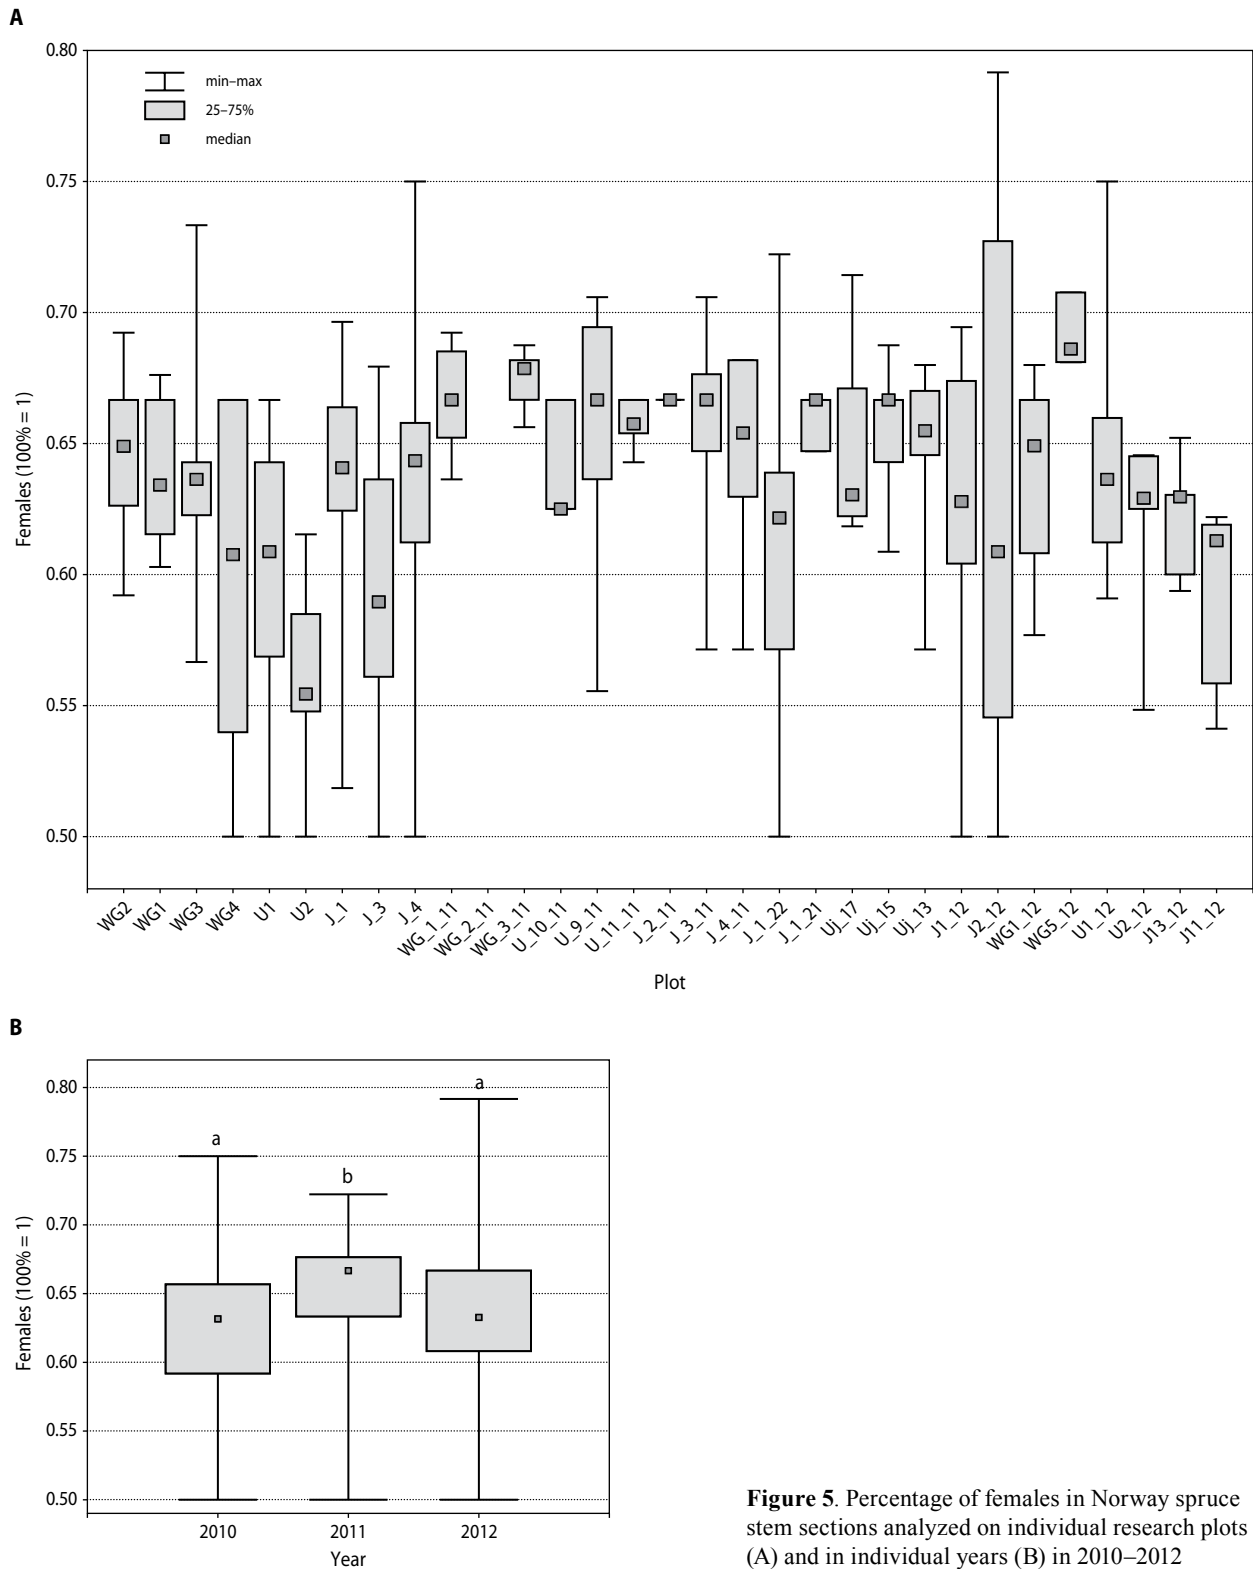 A
0.80
0.75
0.70
0.65
0.60
0.55
0.50
Females (100% = 1)
min–max
25–75%
median
WG2
WG1
WG3
WG4
U1
U2
J_1
J_3
J_4
WG_1_11
WG_2_11
WG_3_11
U_10_11
U_9_11
U_11_11
J_2_11
J_3_11
J_4_11
J_1_22
J_1_21
Uj_17
Uj_15
Uj_13
J1_12
J2_12
WG1_12
WG5_12
U1_12
U2_12
J13_12
J11_12
Plot
B
0.80
0.75
0.70
0.65
0.60
0.55
0.50
Females (100% = 1)
a
b
a
2010
2011
2012
Year
Figure 5. Percentage of females in Norway spruce
stem sections analyzed on individual research plots
(A) and in individual years (B) in 2010–2012